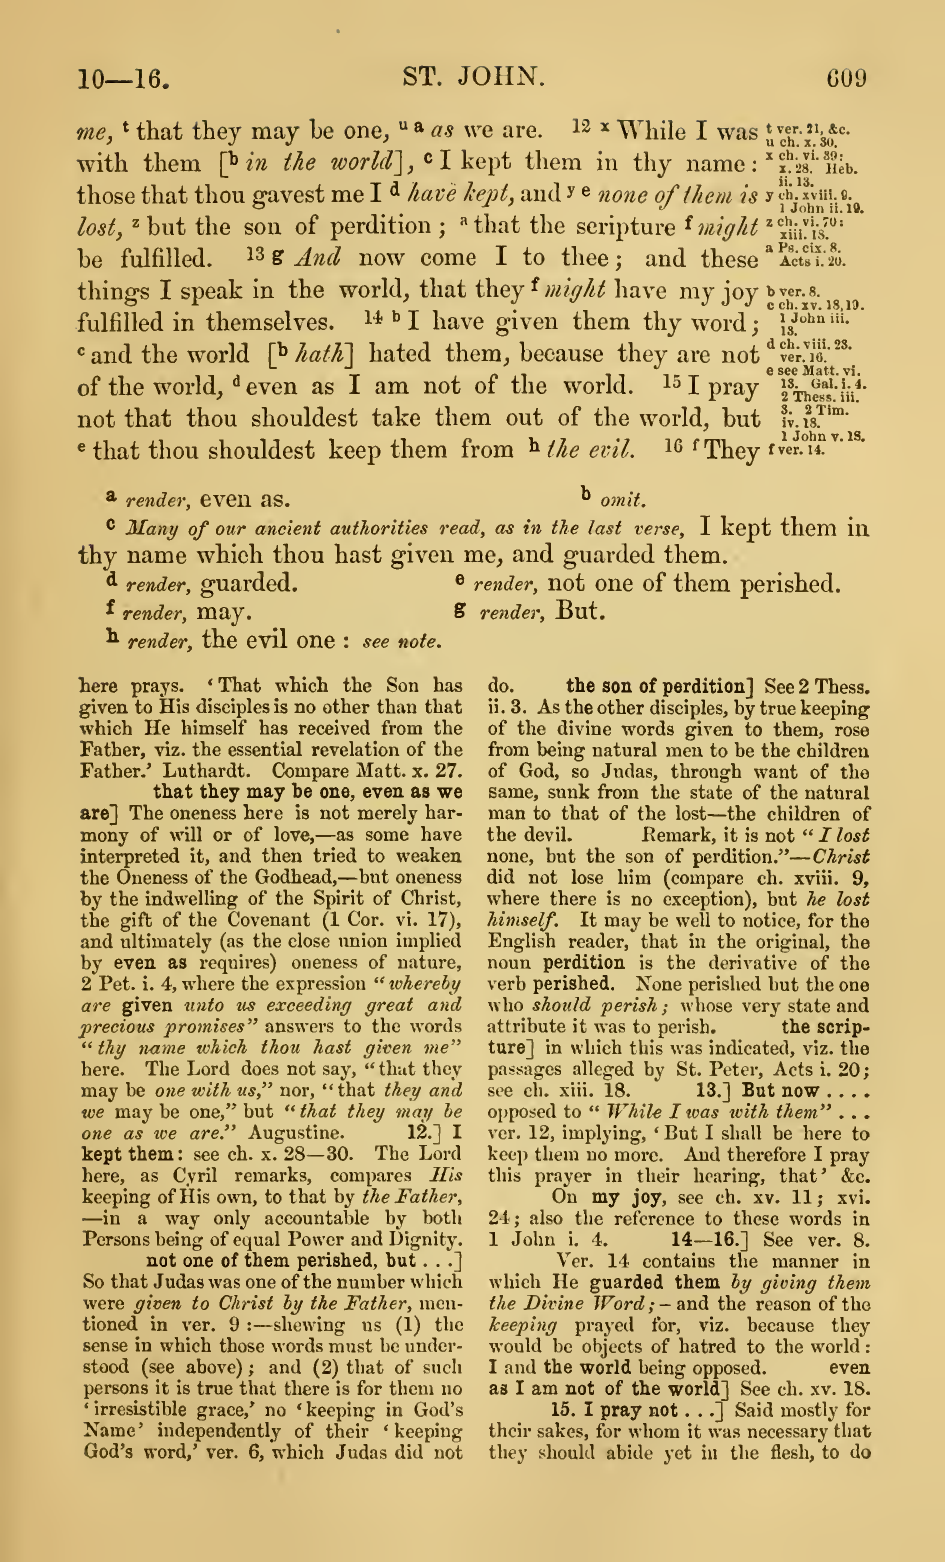 10—16. ST. JOHN. 609
me, t that they may be one, u a as we are. 12 x While I was
with them [b in the world], c I kept them in thy name :
those that thou gavest me I d have kept, and y e none of them is
lost, z but the son of perdition ; a that the scripture f might
be fulfilled. 13 g And now come I to thee; and these
things I speak in the world, that they f might have my joy
fulfilled in themselves. 14 b I have given them thy word;
c and the world [b hath] hated them, because they are not
of the world, d even as I am not of the world. 15 I pray
not that thou shouldest take them out of the world, but
e that thou shouldest keep them from h the evil. 16 f They
t ver. 21, &c.
u ch. x. 30.
x ch. vi. 39:
x. 28. Heb.
ii. 13.
y ch. xviii. 9.
1 John ii. 19.
z ch. vi. 70:
xiii. 18.
a Ps. cix. 8.
Acts i. 20.
b ver. 8.
c ch. xv. 18,19.
1 John iii.
13.
d ch. viii. 23.
ver. 16.
e see Matt. vi.
13. Gal. i. 4.
2 Thess. iii.
3. 2 Tim.
iv. 18.
1 John v. 18.
f ver. 14.
a render, even as. b omit.
c Many of our ancient authorities read, as in the last verse, I kept them in
thy name which thou hast given me, and guarded them.
d render, guarded. e render, not one of them perished.
f render, may. g render, But.
h render, the evil one : see note.
here prays. ‘That which the Son has
given to His disciples is no other than that
which He himself has received from the
Father, viz. the essential revelation of the
Father.’ Luthardt. Compare Matt. x. 27.
that they may be one, even as we
are] The oneness here is not merely har-
mony of will or of love,—as some have
interpreted it, and then tried to weaken
the Oneness of the Godhead,—but oneness
by the indwelling of the Spirit of Christ,
the gift of the Covenant (1 Cor. vi. 17),
and ultimately (as the close union implied
by even as requires) oneness of nature,
2 Pet. i. 4, where the expression “whereby
are given unto us exceeding great and
precious promises” answers to the words
“thy name which thou hast given me”
here. The Lord does not say, “that they
may be one with us,” nor, “that they and
we may be one,” but “that they may be
one as we are.” Augustine. 12.] I
kept them: see ch. x. 28—30. The Lord
here, as Cyril remarks, compares His
keeping of His own, to that by the Father,
—in a way only accountable by both
Persons being of equal Power and Dignity.
not one of them perished, but . . .]
So that Judas was one of the number which
were given to Christ by the Father, men-
tioned in ver. 9 :—shewing us (1) the
sense in which those words must be under-
stood (see above); and (2) that of such
persons it is true that there is for them no
‘irresistible grace,’ no ‘keeping in God's
Name’ independently of their ‘keeping
God's word,’ ver. 6, which Judas did not
do. the son of perdition] See 2 Thess.
ii. 3. As the other disciples, by true keeping
of the divine words given to them, rose
from being natural men to be the children
of God, so Judas, through want of the
same, sunk from the state of the natural
man to that of the lost—the children of
the devil. Remark, it is not “I lost
none, but the son of perdition.”—Christ
did not lose him (compare ch. xviii. 9,
where there is no exception), but he lost
himself. It may be well to notice, for the
English reader, that in the original, the
noun perdition is the derivative of the
verb perished. None perished but the one
who should perish; whose very state and
attribute it was to perish. the scrip-
ture] in which this was indicated, viz. the
passages alleged by St. Peter, Acts i. 20;
see ch. xiii. 18. 13.] But now . . . .
opposed to “While I was with them” . . .
ver. 12, implying, ‘But I shall be here to
keep them no more. And therefore I pray
this prayer in their hearing, that’ &c.
On my joy, see ch. xv. 11; xvi.
24; also the reference to these words in
1 John i. 4. 14—16.] See ver. 8.
Ver. 14 contains the manner in
which He guarded them by giving them
the Divine Word;—and the reason of the
keeping prayed for, viz. because they
would be objects of hatred to the world:
I and the world being opposed. even
as I am not of the world] See ch. xv. 18.
15. I pray not . . .] Said mostly for
their sakes, for whom it was necessary that
they should abide yet in the flesh, to do